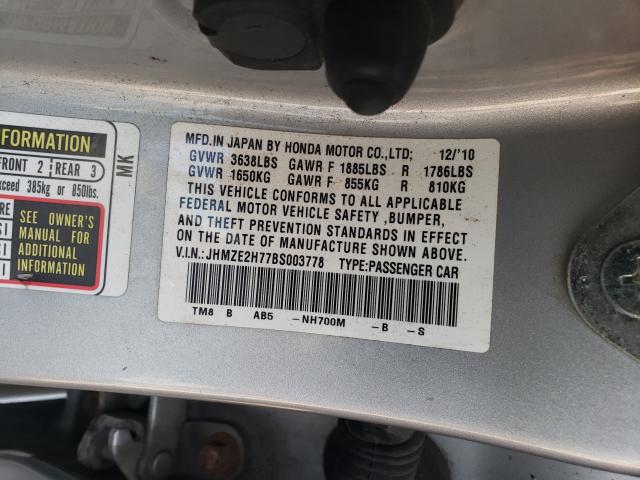 MFD.IN JAPAN BY HONDA MOTOR CO.,LTD; 12/'10
GVWR 3638LBS GAWR F 1885LBS R 1786LBS
GVWR 1650KG GAWR F 855KG R 810KG
THIS VEHICLE CONFORMS TO ALL APPLICABLE
FEDERAL MOTOR VEHICLE SAFETY ,BUMPER,
AND THEFT PREVENTION STANDARDS IN EFFECT
ON THE DATE OF MANUFACTURE SHOWN ABOVE.
V.I.N.:JHMZE2H77BS003778 TYPE:PASSENGER CAR
TM8 B AB5 -NH700M -B -S
FORMATION
FRONT 2 REAR 3
xceed 385kg or 850lbs.
MK
SEE OWNER'S
MANUAL FOR
ADDITIONAL
INFORMATION